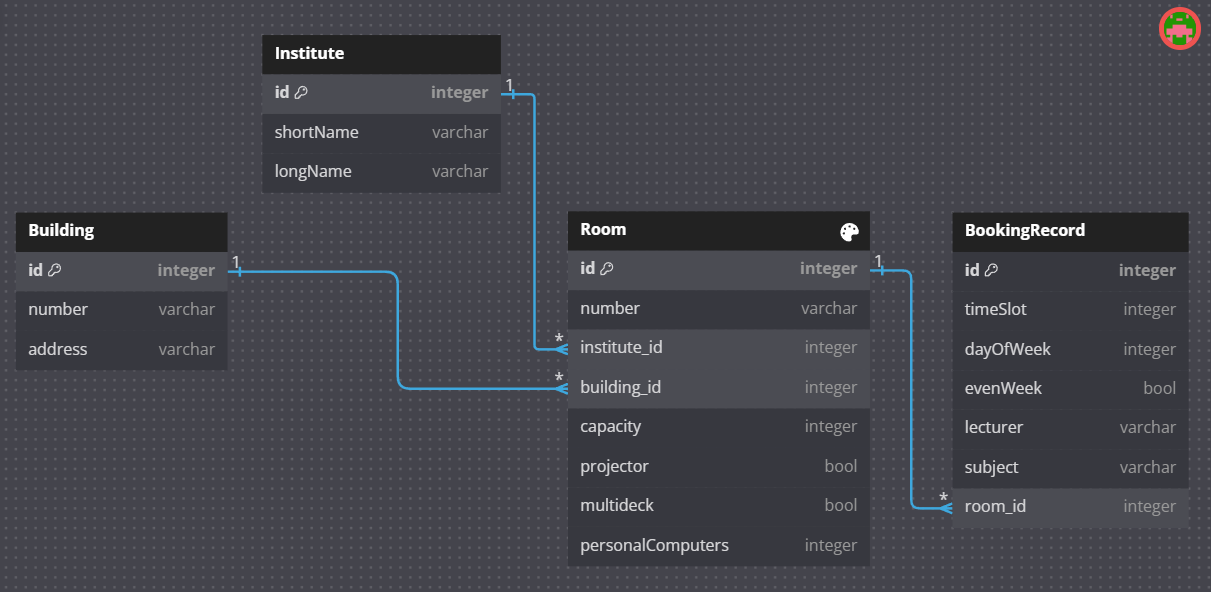 Institute
id integer
shortName varchar
longName varchar
1
*
Building
id integer
number varchar
address varchar
1
*
Room
id integer
number varchar
institute_id integer
building_id integer
capacity integer
projector bool
multideck bool
personalComputers integer
1
*
BookingRecord
id integer
timeSlot integer
dayOfWeek integer
evenWeek bool
lecturer varchar
subject varchar
room_id integer